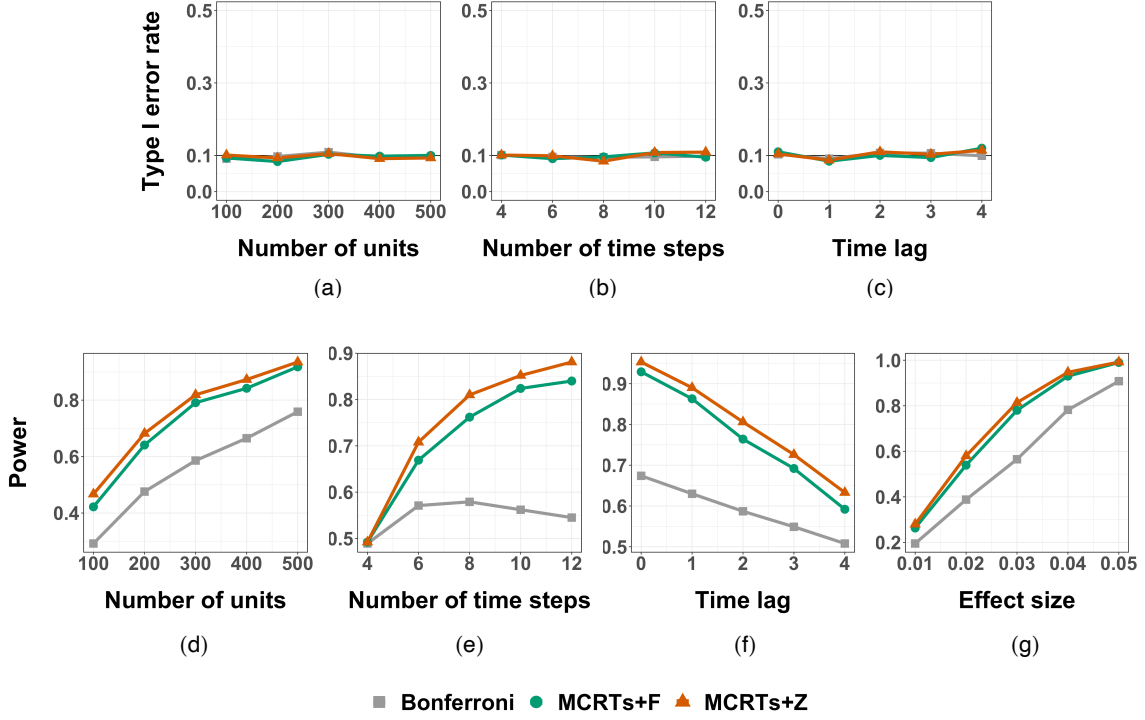 Type I error rate
0.5
0.3
0.1
0.0
100 200 300 400 500
Number of units
(a)
0.5
0.3
0.1
0.0
4 6 8 10 12
Number of time steps
(b)
0.5
0.3
0.1
0.0
0 1 2 3 4
Time lag
(c)
Power
0.8
0.6
0.4
100 200 300 400 500
Number of units
(d)
0.9
0.8
0.7
0.6
0.5
4 6 8 10 12
Number of time steps
(e)
0.9
0.8
0.7
0.6
0.5
0 1 2 3 4
Time lag
(f)
1.0
0.8
0.6
0.4
0.2
0.01 0.02 0.03 0.04 0.05
Effect size
(g)
Bonferroni MCRTs+F MCRTs+Z